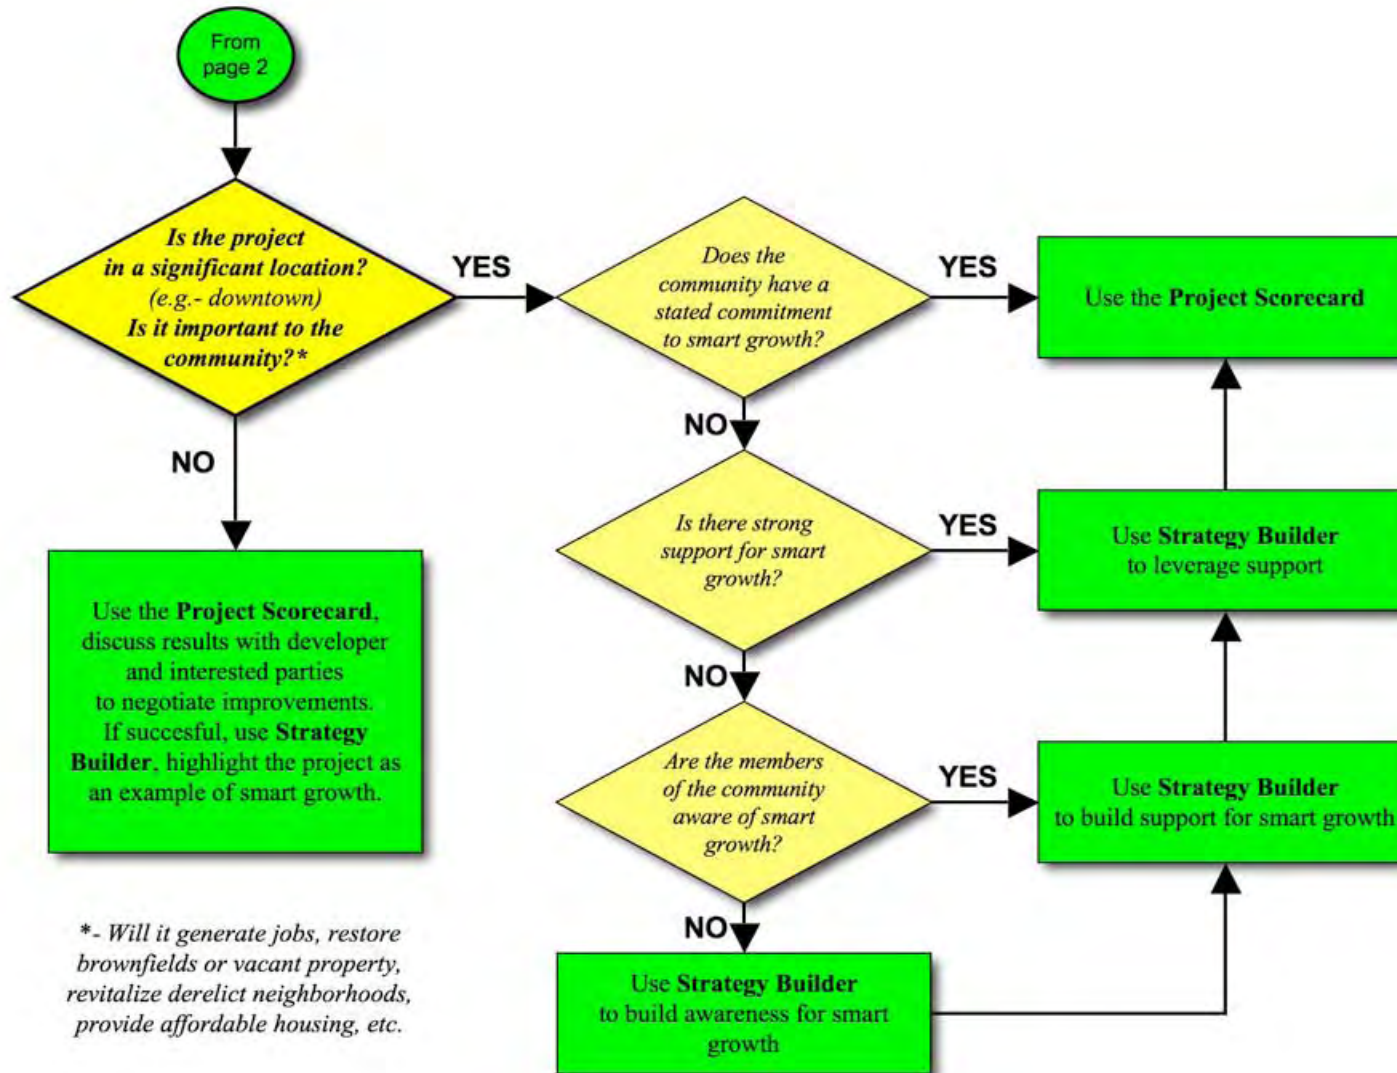 From
page 2
Is the project
in a significant location?
(e.g.- downtown)
Is it important to the
community?*
YES
Does the
community have a
stated commitment
to smart growth?
YES
Use the Project Scorecard
NO
NO
Is there strong
support for smart
growth?
YES
Use Strategy Builder
to leverage support
Use the Project Scorecard,
discuss results with developer
and interested parties
to negotiate improvements.
If succesful, use Strategy
Builder, highlight the project as
an example of smart growth.
NO
Are the members
of the community
aware of smart
growth?
YES
Use Strategy Builder
to build support for smart growth
NO
*- Will it generate jobs, restore
brownfields or vacant property,
revitalize derelict neighborhoods,
provide affordable housing, etc.
Use Strategy Builder
to build awareness for smart
growth